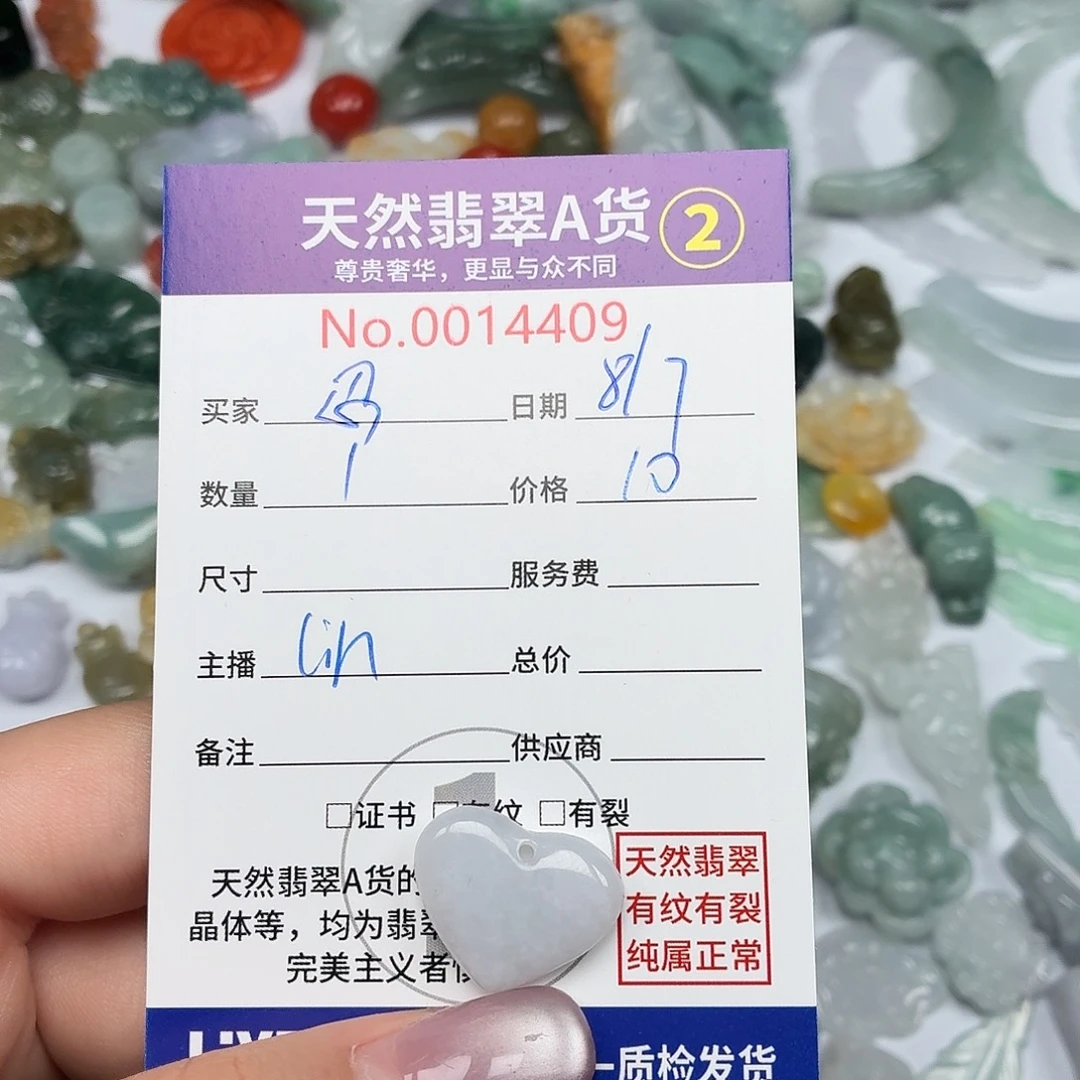 天然翡翠A货 2
尊贵奢华，更显与众不同
No.0014409
买家 冯 日期 8/7
数量 1 价格 10
尺寸 服务费
主播 Lin 总价
备注 供应商
□证书 有纹 □有裂
天然翡翠A货的
晶体等，均为翡翠
完美主义者
天然翡翠
有纹有裂
纯属正常
质检发货